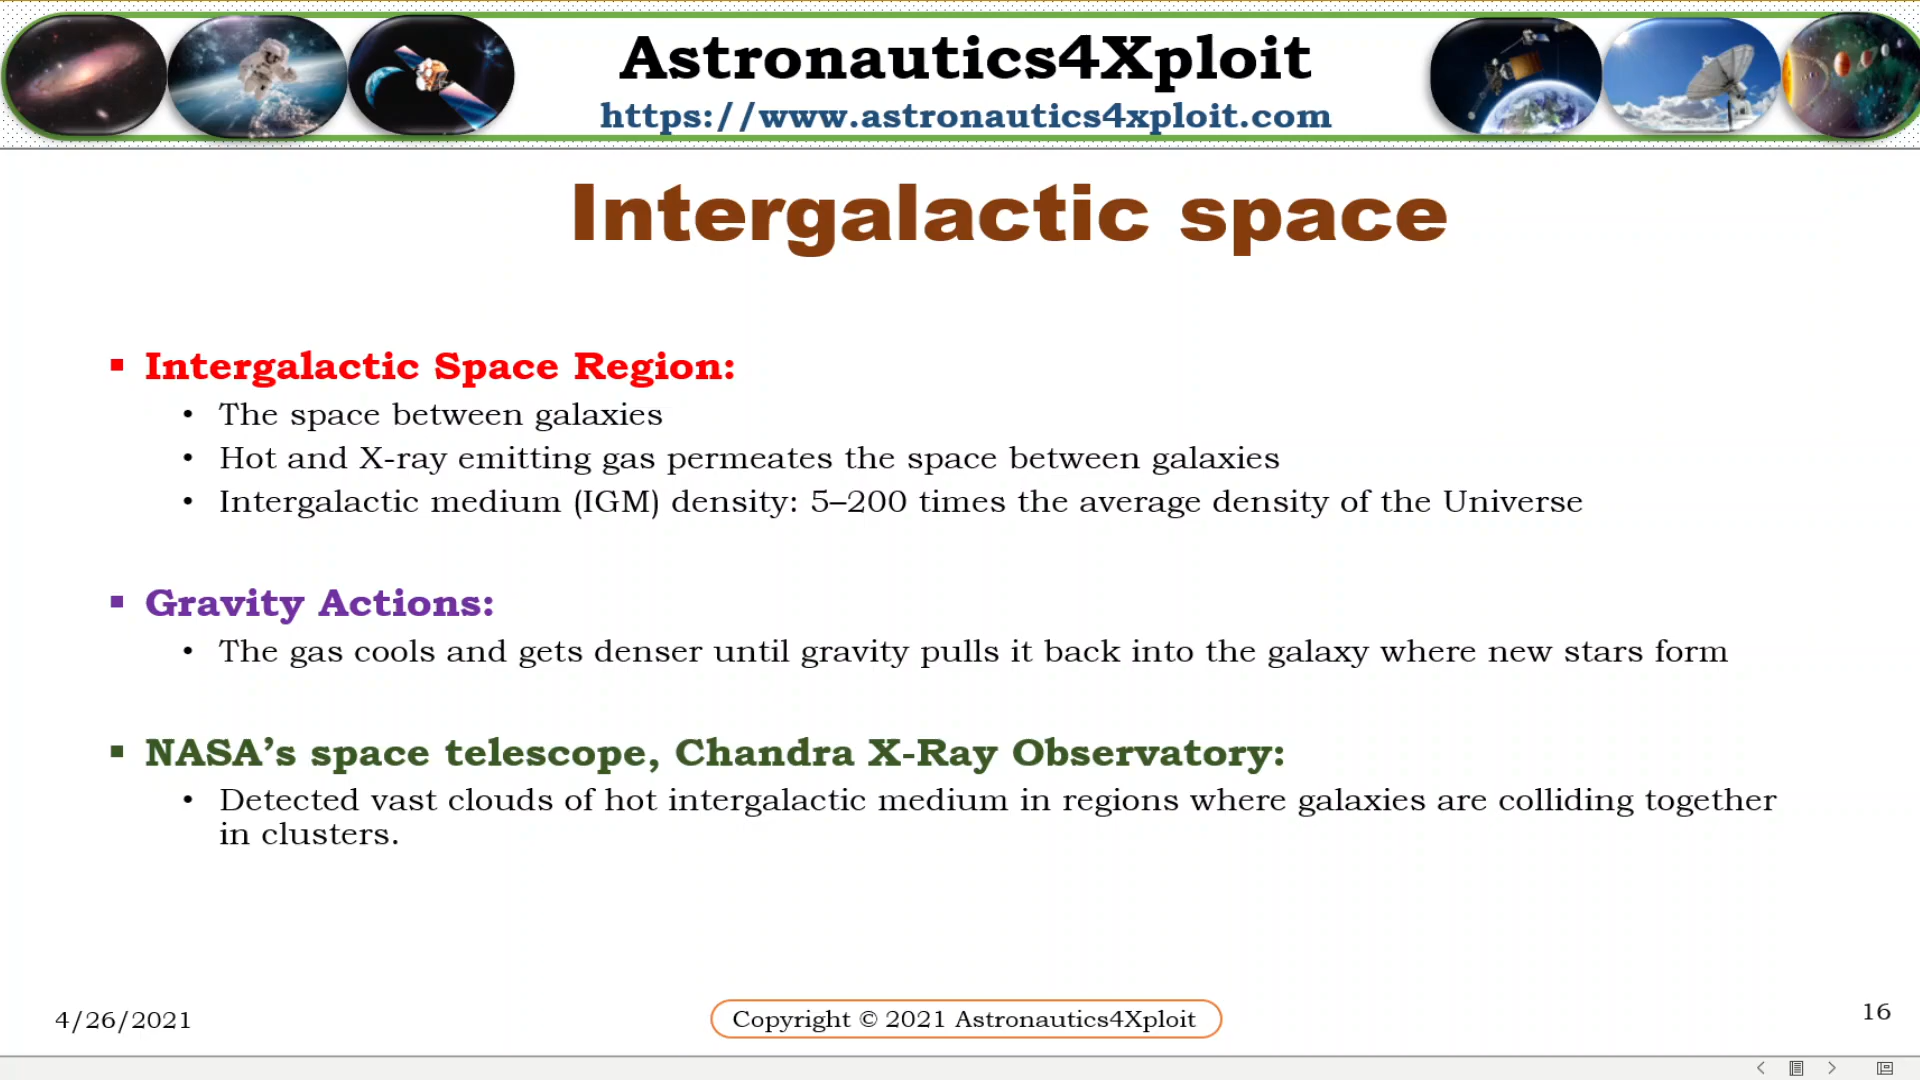 Astronautics4Xploit
https://www.astronautics4xploit.com
Intergalactic space
▪ Intergalactic Space Region:
• The space between galaxies
• Hot and X-ray emitting gas permeates the space between galaxies
• Intergalactic medium (IGM) density: 5–200 times the average density of the Universe
▪ Gravity Actions:
• The gas cools and gets denser until gravity pulls it back into the galaxy where new stars form
▪ NASA’s space telescope, Chandra X-Ray Observatory:
• Detected vast clouds of hot intergalactic medium in regions where galaxies are colliding together
in clusters.
4/26/2021
Copyright © 2021 Astronautics4Xploit
16